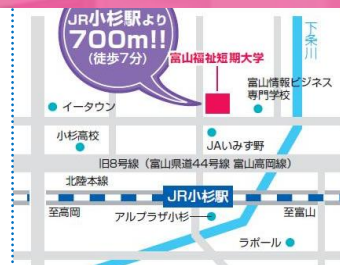 JR小杉駅より
700m!!
(徒歩7分)
富山福祉短期大学
下条川
富山情報ビジネス
専門学校
イータウン
小杉高校
JAいみず野
旧8号線（富山県道44号線 富山高岡線）
北陸本線
JR小杉駅
至高岡
アルプラザ小杉
至富山
ラポール